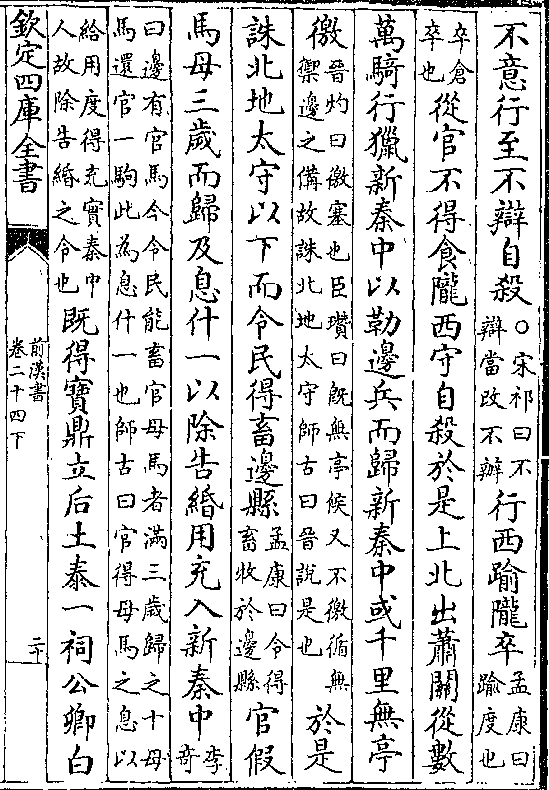 不意行至不辯自殺○宋祁曰不辯當改不辦行西踰隴卒孟康曰踰度也
卒倉卒也從官不得食隴西守自殺於是上北出蕭關從數
萬騎行獵新秦中以勒邊兵而歸新秦中或千里無亭
徼晉灼曰徼塞也臣瓚曰既無亭候又不徼循無禦邊之備故誅北地太守師古曰晉說是也於是
誅北地太守以下而令民得畜邊縣孟康曰令得畜牧於邊縣官假
馬母三歲而歸及息什一以除告緡用充入新秦中李奇
曰邊有官馬今令民能畜官母馬者滿三歲歸之十母馬還官一駒此為息什一也師古曰官得母馬之息以
給用度得充實秦中人故除告緡之令也既得寶鼎立后土泰一祠公卿白
欽定四庫全書
前漢書
卷二十四下
二十